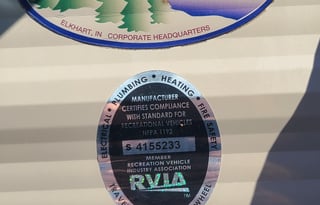 ELKHART, IN CORPORATE HEADQUARTERS
ELECTRICAL • PLUMBING • HEATING • FIRE SAFETY
MANUFACTURER
CERTIFIES COMPLIANCE
WITH STANDARD FOR
RECREATIONAL VEHICLES
NFPA 1192
S 4155233
MEMBER
RECREATION VEHICLE
INDUSTRY ASSOCIATION
RVIA
TM